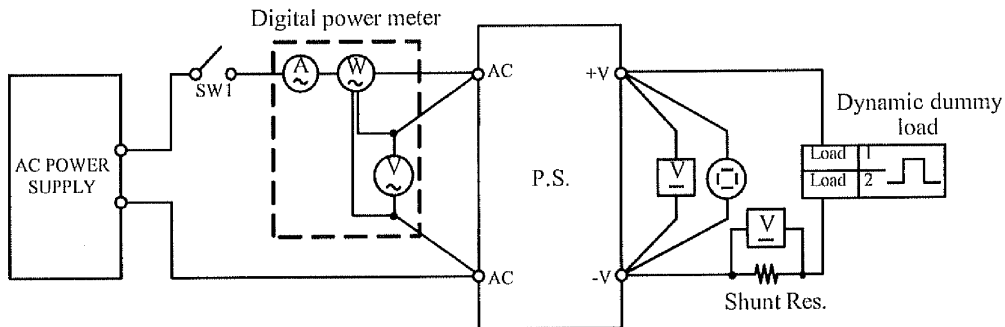 Digital power meter
A
W
SW1
AC
+V
Dynamic dummy
load
Load 1
Load 2
AC POWER
SUPPLY
V
P.S.
V
V
AC
-V
Shunt Res.